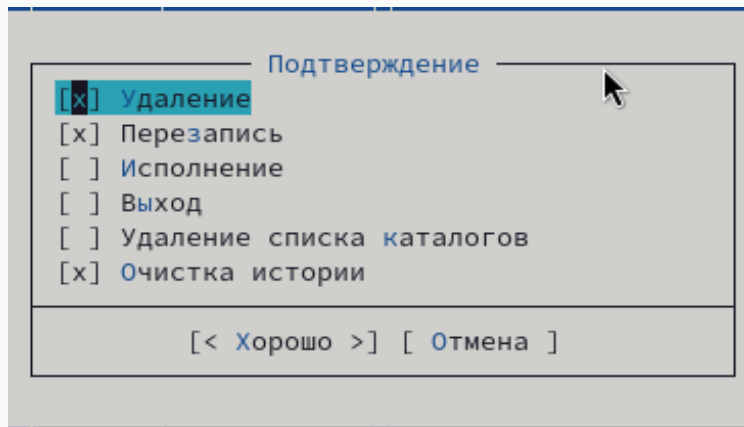 Подтверждение
[x] Удаление
[x] Перезапись
[ ] Исполнение
[ ] Выход
[ ] Удаление списка каталогов
[x] Очистка истории
[< Хорошо >] [ Отмена ]